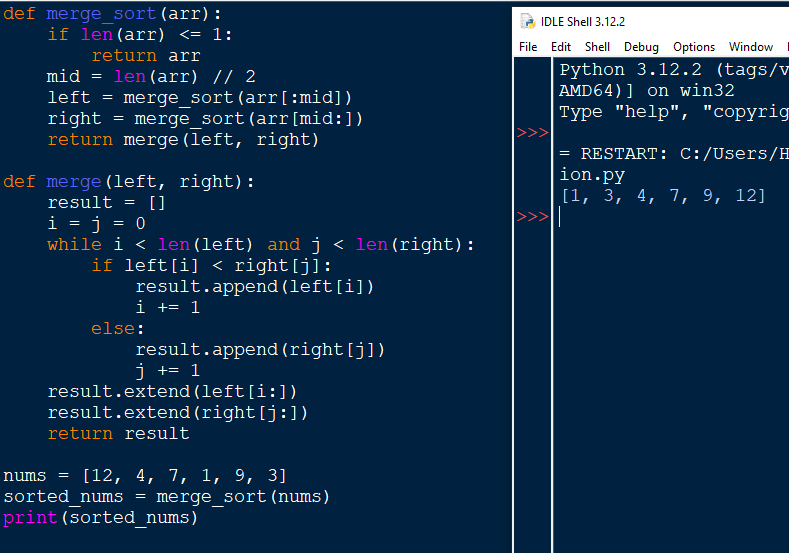 def merge_sort(arr):
    if len(arr) <= 1:
        return arr
    mid = len(arr) // 2
    left = merge_sort(arr[:mid])
    right = merge_sort(arr[mid:])
    return merge(left, right)

def merge(left, right):
    result = []
    i = j = 0
    while i < len(left) and j < len(right):
        if left[i] < right[j]:
            result.append(left[i])
            i += 1
        else:
            result.append(right[j])
            j += 1
    result.extend(left[i:])
    result.extend(right[j:])
    return result

nums = [12, 4, 7, 1, 9, 3]
sorted_nums = merge_sort(nums)
print(sorted_nums)
IDLE Shell 3.12.2
File Edit Shell Debug Options Window
Python 3.12.2 (tags/v
AMD64)] on win32
Type "help", "copyrig
>>>
= RESTART: C:/Users/H
ion.py
[1, 3, 4, 7, 9, 12]
>>>